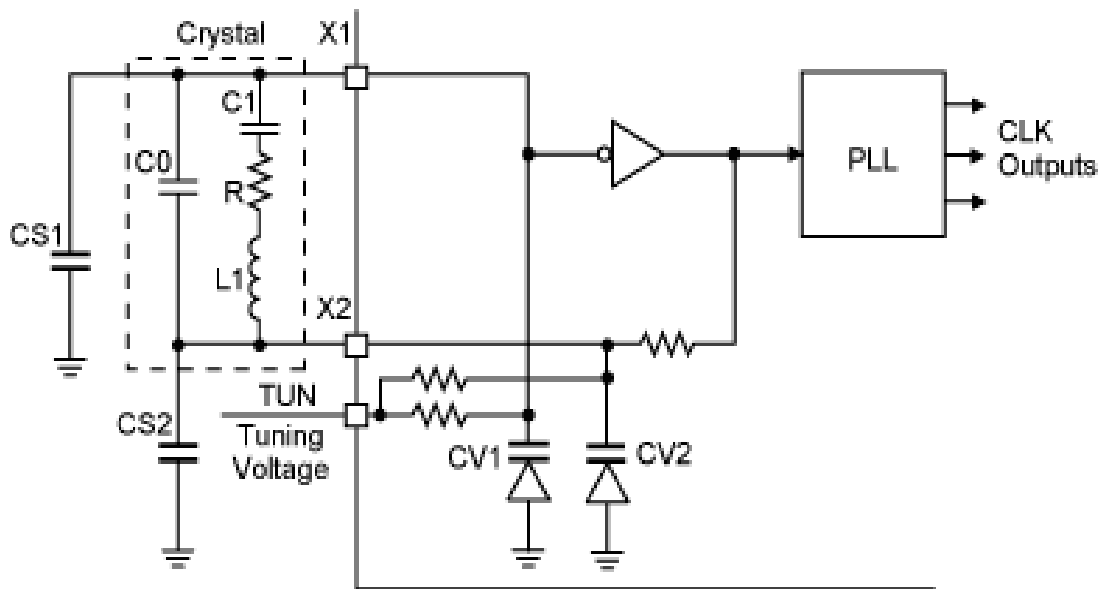 Crystal
X1
C1
C0
R
CS1
L1
X2
TUN
Tuning
Voltage
CS2
CV1
CV2
PLL
CLK
Outputs